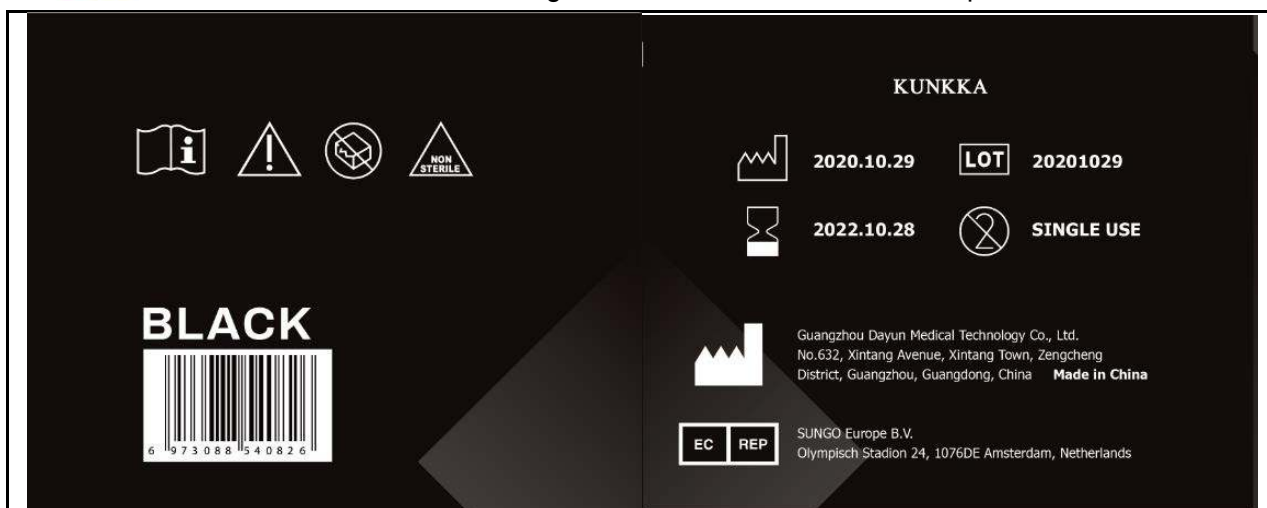 NON
STERILE
BLACK
6 973088 540826
KUNKKA
2020.10.29
LOT 20201029
2022.10.28
2 SINGLE USE
Guangzhou Dayun Medical Technology Co., Ltd.
No.632, Xintang Avenue, Xintang Town, Zengcheng
District, Guangzhou, Guangdong, China Made in China
EC REP
SUNGO Europe B.V.
Olympisch Stadion 24, 1076DE Amsterdam, Netherlands